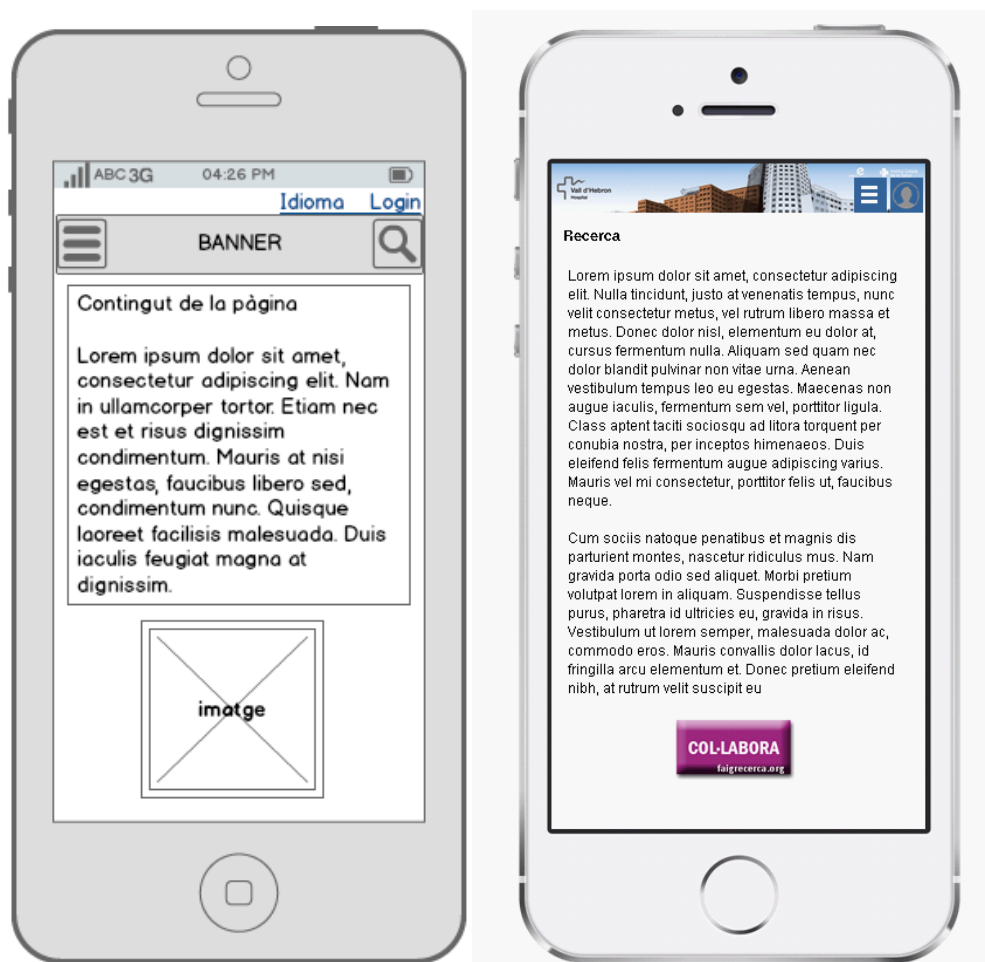 ABC 3G 04:26 PM
Idioma Login
BANNER
Contingut de la pàgina
Lorem ipsum dolor sit amet,
consectetur adipiscing elit. Nam
in ullamcorper tortor. Etiam nec
est et risus dignissim
condimentum. Mauris at nisi
egestas, faucibus libero sed,
condimentum nunc. Quisque
laoreet facilisis malesuada. Duis
iaculis feugiat magna at
dignissim.
imatge
Vall d'Hebron
Hospital
Recerca
Lorem ipsum dolor sit amet, consectetur adipiscing
elit. Nulla tincidunt, justo at venenatis tempus, nunc
velit consectetur metus, vel rutrum libero massa et
metus. Donec dolor nisl, elementum eu dolor at,
cursus fermentum nulla. Aliquam sed quam nec
dolor blandit pulvinar non vitae urna. Aenean
vestibulum tempus leo eu egestas. Maecenas non
augue iaculis, fermentum sem vel, porttitor ligula.
Class aptent taciti sociosqu ad litora torquent per
conubia nostra, per inceptos himenaeos. Duis
eleifend felis fermentum augue adipiscing varius.
Mauris vel mi consectetur, porttitor felis ut, faucibus
neque.
Cum sociis natoque penatibus et magnis dis
parturient montes, nascetur ridiculus mus. Nam
gravida porta odio sed aliquet. Morbi pretium
volutpat lorem in aliquam. Suspendisse tellus
purus, pharetra id ultricies eu, gravida in risus.
Vestibulum ut lorem semper, malesuada dolor ac,
commodo eros. Mauris convallis dolor lacus, id
fringilla arcu elementum et. Donec pretium eleifend
nibh, at rutrum velit suscipit eu
COL·LABORA
faigrecerca.org